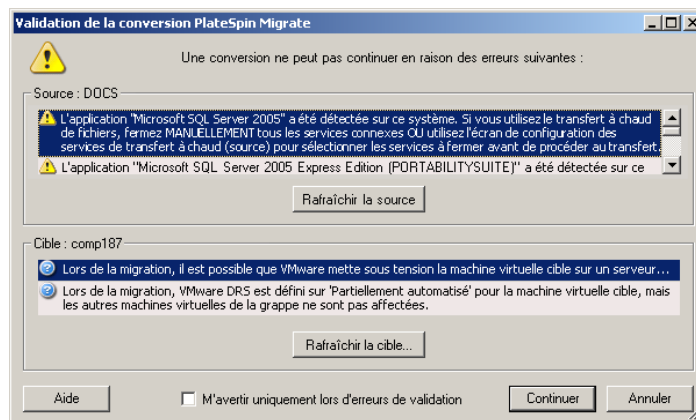 Validation de la conversion PlateSpin Migrate
Une conversion ne peut pas continuer en raison des erreurs suivantes :
Source : DOCS
L'application "Microsoft SQL Server 2005" a été détectée sur ce système. Si vous utilisez le transfert à chaud
de fichiers, fermez MANUELLEMENT tous les services connexes OU utilisez l'écran de configuration des
services de transfert à chaud (source) pour sélectionner les services à fermer avant de procéder au transfert.
L'application "Microsoft SQL Server 2005 Express Edition (PORTABILITYSUITE)" a été détectée sur ce
Rafraîchir la source
Cible : comp187
Lors de la migration, il est possible que VMware mette sous tension la machine virtuelle cible sur un serveur...
Lors de la migration, VMware DRS est défini sur 'Partiellement automatisé' pour la machine virtuelle cible, mais
les autres machines virtuelles de la grappe ne sont pas affectées.
Rafraîchir la cible...
Aide
M'avertir uniquement lors d'erreurs de validation
Continuer
Annuler